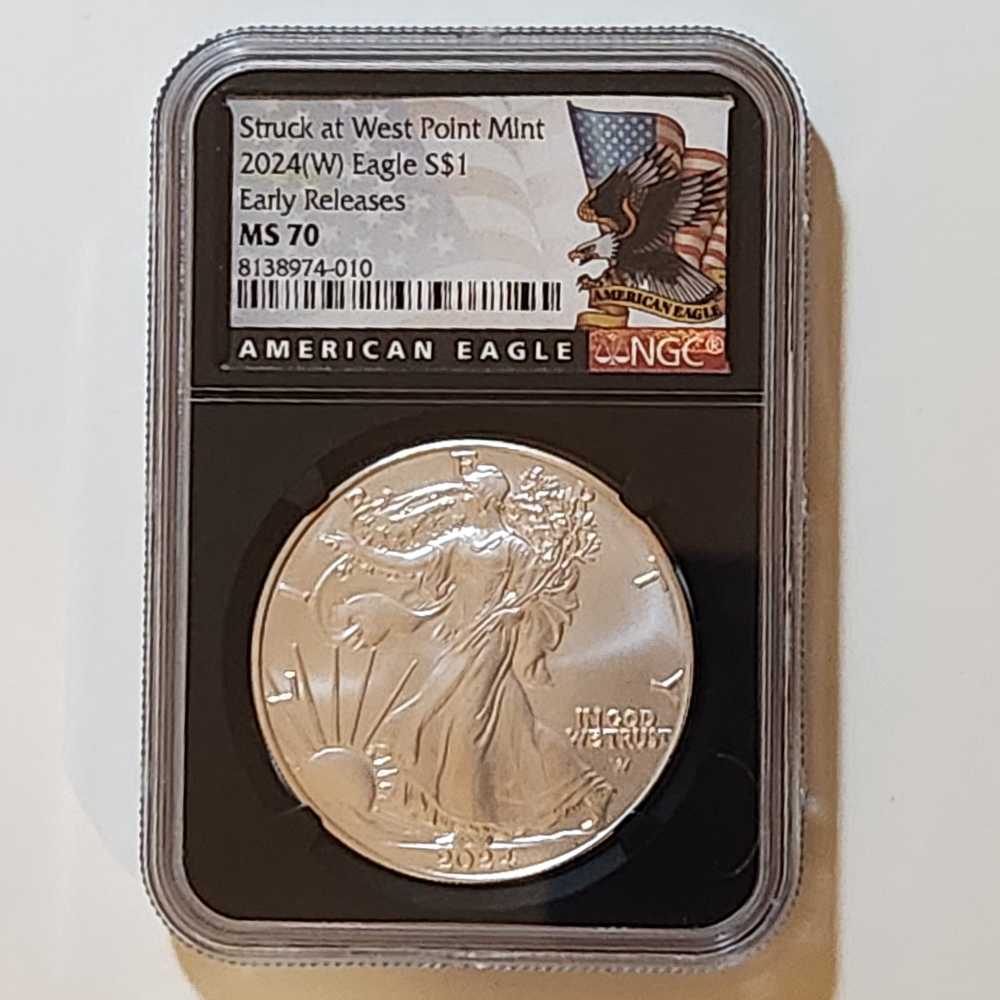 Struck at West Point Mint
2024(W) Eagle S$1
Early Releases
MS 70
8138974-010
AMERICAN EAGLE
AMERICAN EAGLE
NGC®
LIBERTY
IN GOD
WE TRUST
W
2024